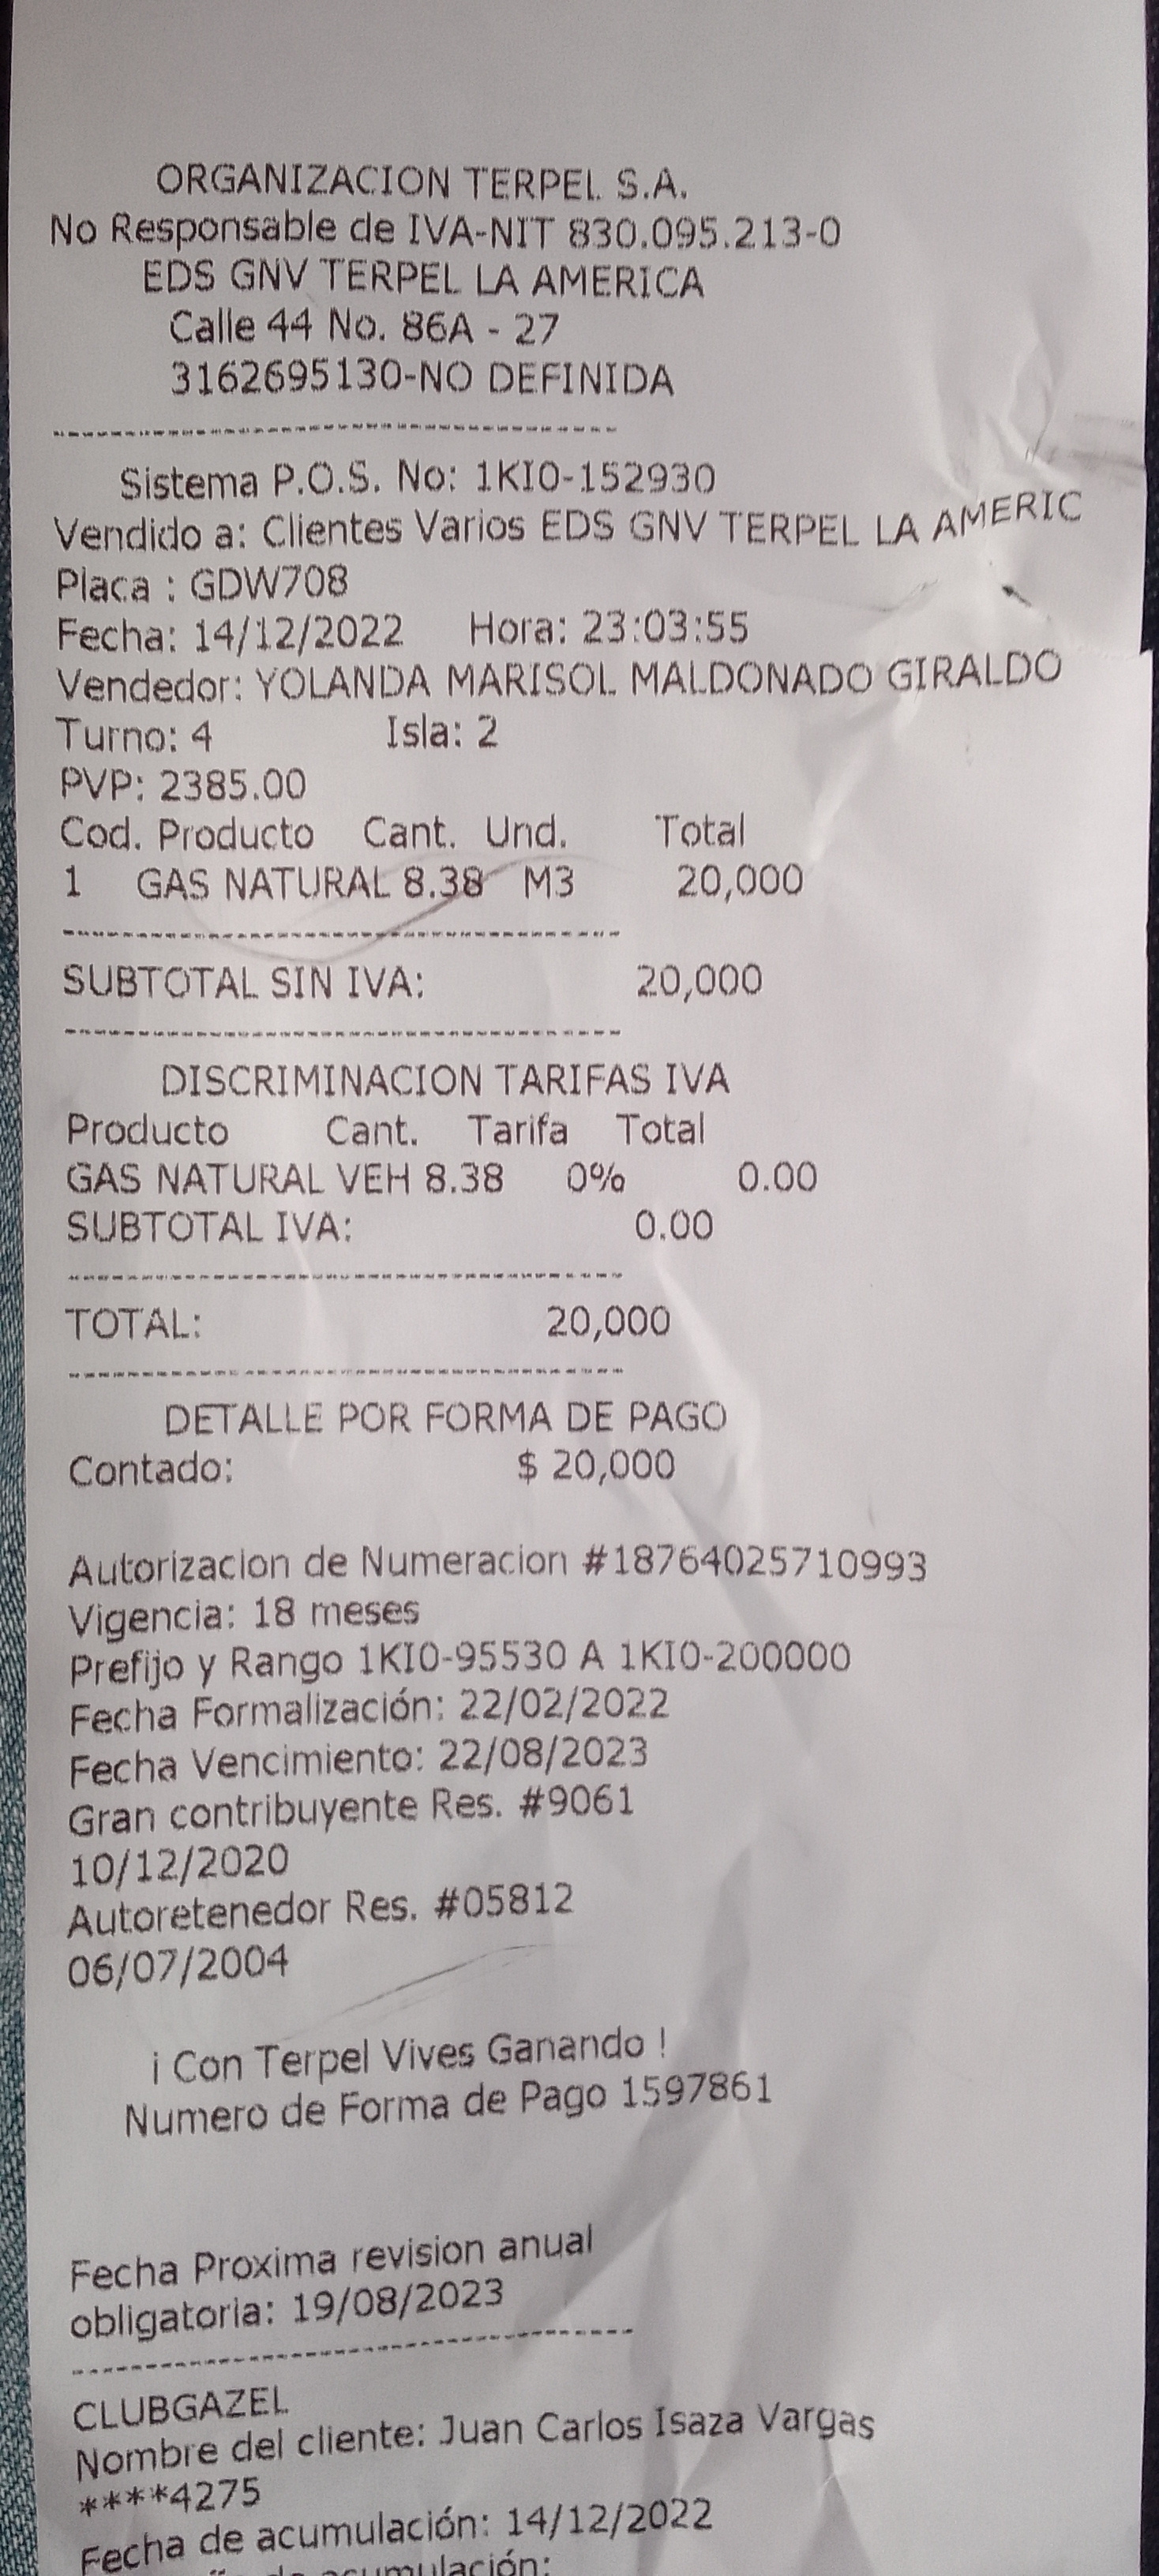 ORGANIZACION TERPEL S.A.
No Responsable de IVA-NIT 830.095.213-0
EDS GNV TERPEL LA AMERICA
Calle 44 No. 86A - 27
3162695130-NO DEFINIDA
Sistema P.O.S. No: 1KI0-152930
Vendido a: Clientes Varios EDS GNV TERPEL LA AMERIC
Placa : GDW708
Fecha: 14/12/2022 Hora: 23:03:55
Vendedor: YOLANDA MARISOL MALDONADO GIRALDO
Turno: 4 Isla: 2
PVP: 2385.00
Cod. Producto Cant. Und. Total
1 GAS NATURAL 8.38 M3 20,000
SUBTOTAL SIN IVA: 20,000
DISCRIMINACION TARIFAS IVA
Producto Cant. Tarifa Total
GAS NATURAL VEH 8.38 0% 0.00
SUBTOTAL IVA: 0.00
TOTAL: 20,000
DETALLE POR FORMA DE PAGO
Contado: $ 20,000
Autorizacion de Numeracion #18764025710993
Vigencia: 18 meses
Prefijo y Rango 1KI0-95530 A 1KI0-200000
Fecha Formalización: 22/02/2022
Fecha Vencimiento: 22/08/2023
Gran contribuyente Res. #9061
10/12/2020
Autoretenedor Res. #05812
06/07/2004
¡ Con Terpel Vives Ganando !
Numero de Forma de Pago 1597861
Fecha Proxima revision anual
obligatoria: 19/08/2023
CLUBGAZEL
Nombre del cliente: Juan Carlos Isaza Vargas
****4275
Fecha de acumulación: 14/12/2022
de acumulación: